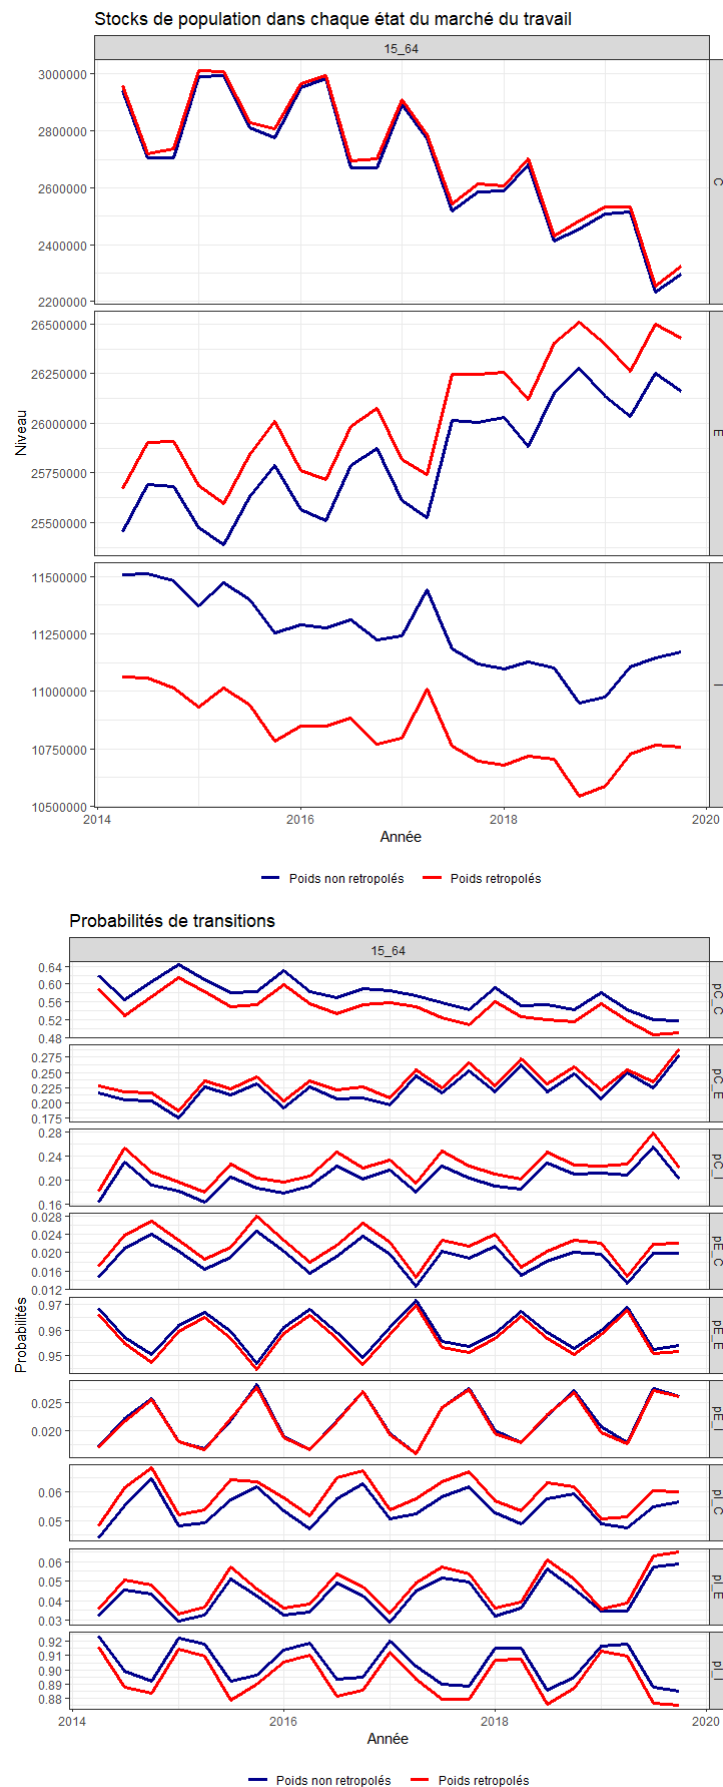 Stocks de population dans chaque état du marché du travail
15_64
3000000
2800000
2600000
2400000
2200000
C
26500000
26250000
26000000
25750000
25500000
E
11500000
11250000
11000000
10750000
10500000
I
Niveau
2014
2016
2018
2020
Année
Poids non retropolés
Poids retropolés
Probabilités de transitions
15_64
0.64
0.60
0.56
0.52
0.48
pC_C
0.275
0.250
0.225
0.200
0.175
pC_E
0.28
0.24
0.20
0.16
pC_I
0.028
0.024
0.020
0.016
0.012
pE_C
0.97
0.96
0.95
pE_E
0.025
0.020
pE_I
0.06
0.05
pI_C
0.06
0.05
0.04
0.03
pI_E
0.92
0.91
0.90
0.89
0.88
pI_I
Probabilités
2014
2016
2018
2020
Année
Poids non retropolés
Poids retropolés